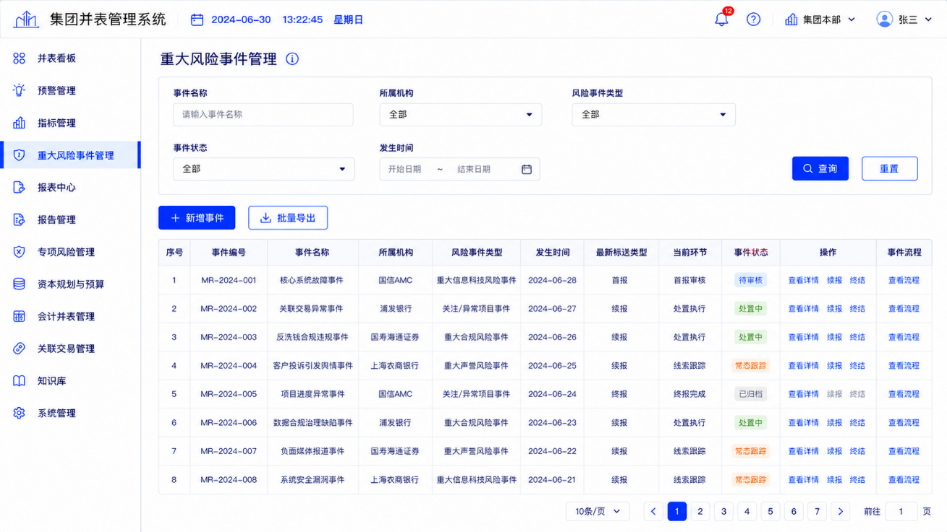 集团并表管理系统 2024-06-30 13:22:45 星期日 12 集团本部 张三
并表看板
预警管理
指标管理
重大风险事件管理
报表中心
报告管理
专项风险管理
资本规划与预算
会计并表管理
关联交易管理
知识库
系统管理
重大风险事件管理
事件名称 所属机构 风险事件类型
请输入事件名称 全部 全部
事件状态 发生时间
全部 开始日期 ~ 结束日期 查询 重置
新增事件 批量导出
序号 事件编号 事件名称 所属机构 风险事件类型 发生时间 最新标送类型 当前环节 事件状态 操作 事件流程
1 MR-2024-001 核心系统故障事件 国信AMC 重大信息科技风险事件 2024-06-28 首报 首报审核 待审核 查看详情 续报 终结 查看流程
2 MR-2024-002 关联交易异常事件 浦发银行 关注/异常项目事件 2024-06-27 续报 处置执行 处置中 查看详情 续报 终结 查看流程
3 MR-2024-003 反洗钱合规违规事件 国寿海通证券 重大合规风险事件 2024-06-26 续报 处置执行 处置中 查看详情 续报 终结 查看流程
4 MR-2024-004 客户投诉引发舆情事件 上海农商银行 重大声誉风险事件 2024-06-25 续报 线索跟踪 常态跟踪 查看详情 续报 终结 查看流程
5 MR-2024-005 项目进度异常事件 国信AMC 关注/异常项目事件 2024-06-24 终报 终报完成 已归档 查看详情 续报 终结 查看流程
6 MR-2024-006 数据合规治理缺陷事件 浦发银行 重大合规风险事件 2024-06-23 续报 处置执行 处置中 查看详情 续报 终结 查看流程
7 MR-2024-007 负面媒体报道事件 国寿海通证券 重大声誉风险事件 2024-06-22 续报 线索跟踪 常态跟踪 查看详情 续报 终结 查看流程
8 MR-2024-008 系统安全漏洞事件 上海农商银行 重大信息科技风险事件 2024-06-21 续报 线索跟踪 常态跟踪 查看详情 续报 终结 查看流程
10条/页 1 2 3 4 5 6 7 前往 1 页